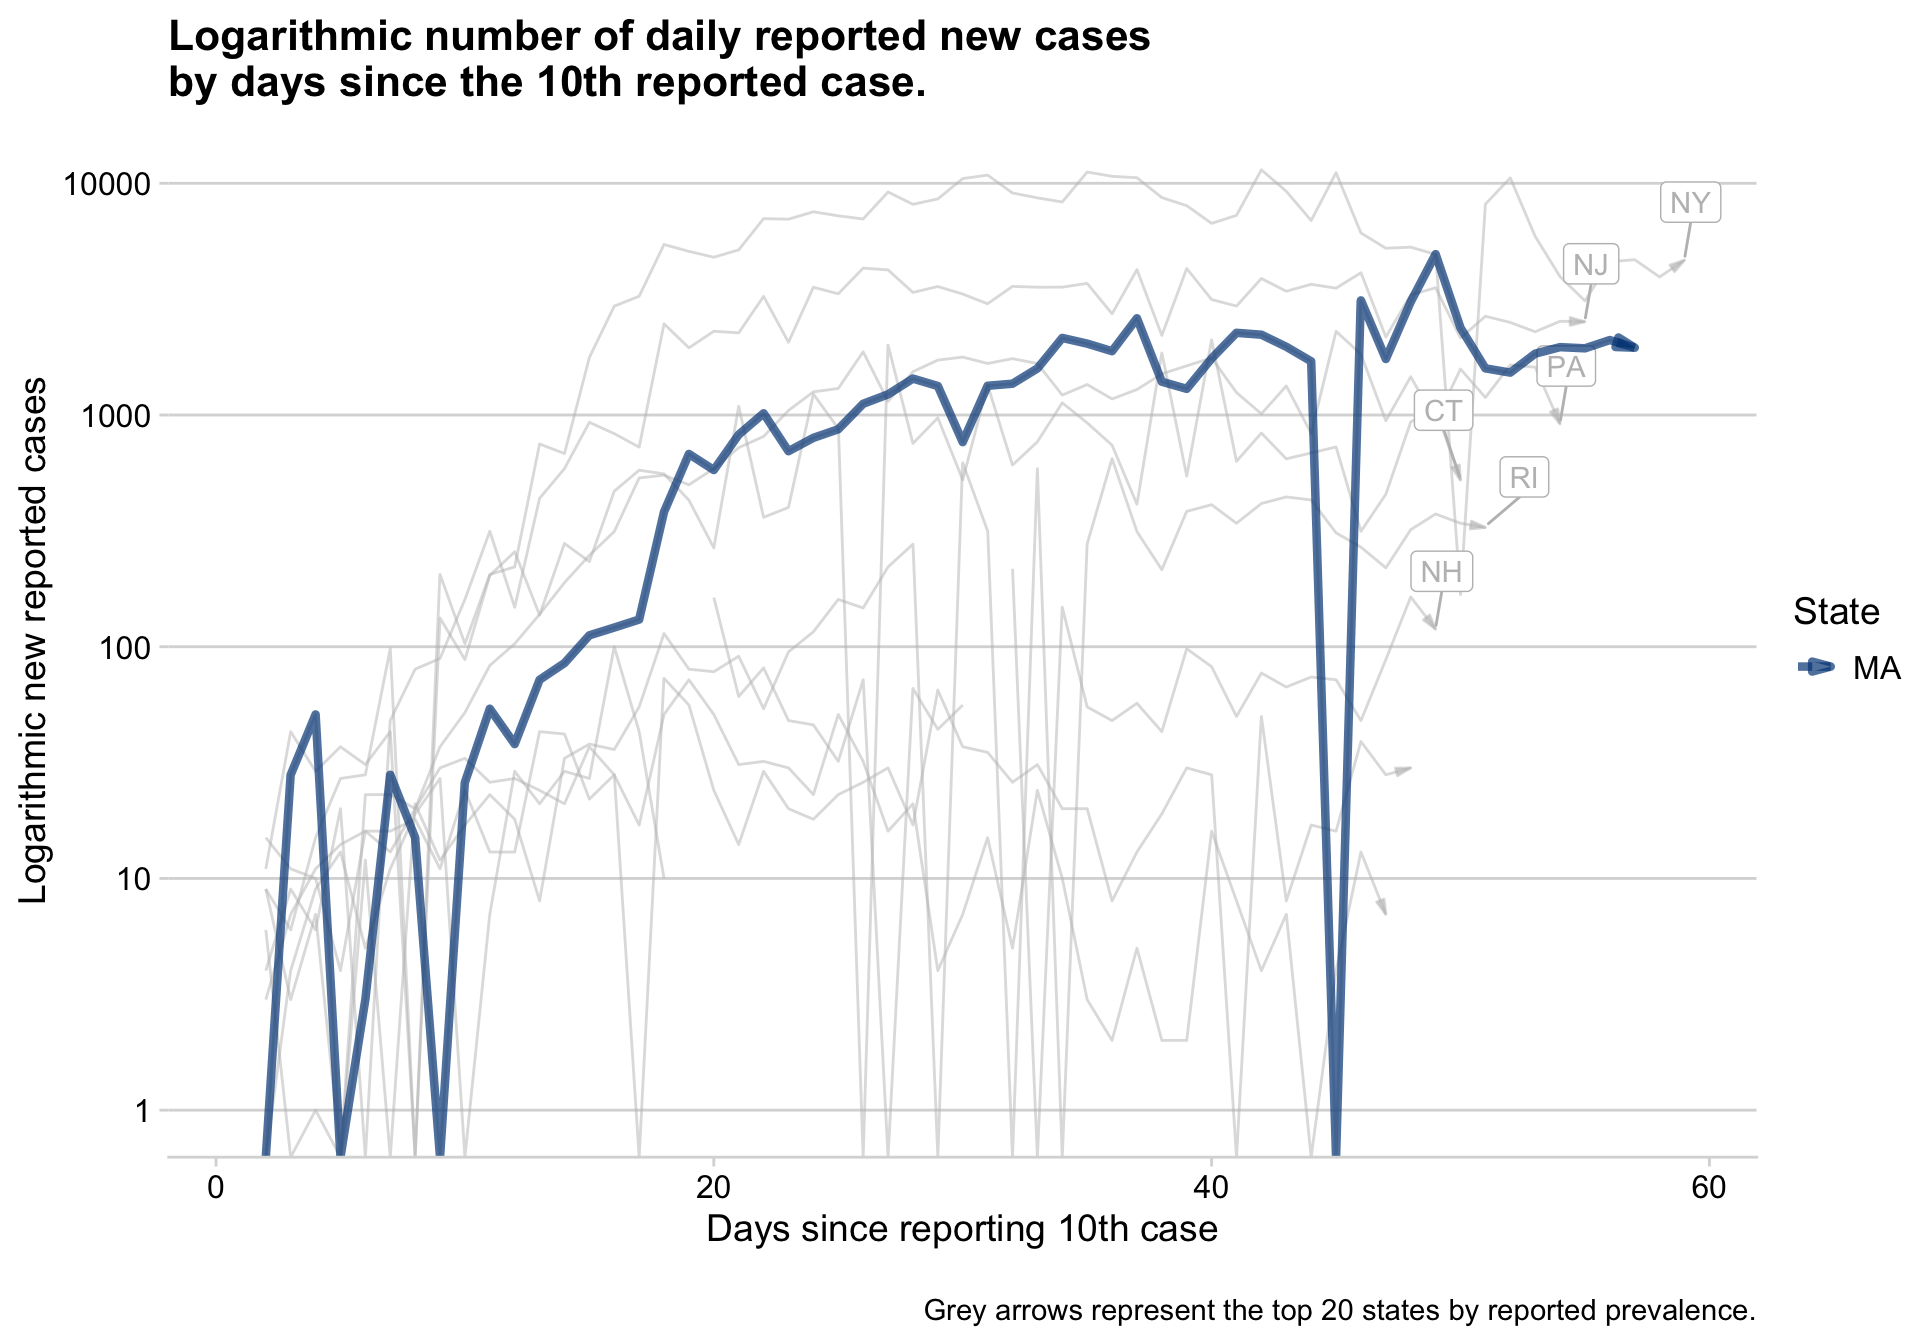 Logarithmic number of daily reported new cases
by days since the 10th reported case.
Logarithmic new reported cases
10000
1000
100
10
1
NY
NJ
PA
CT
RI
NH
State
MA
0
20
40
60
Days since reporting 10th case
Grey arrows represent the top 20 states by reported prevalence.